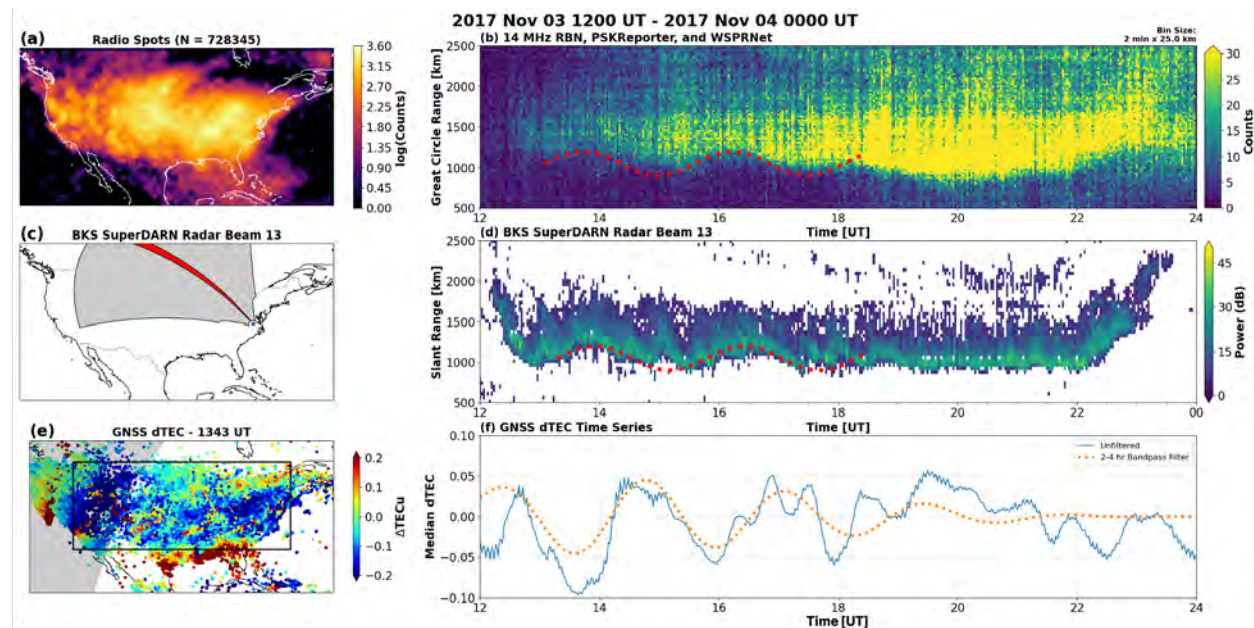 2017 Nov 03 1200 UT - 2017 Nov 04 0000 UT
(a)
Radio Spots (N = 728345)
3.60
3.15
2.70
2.25
1.80
1.35
0.90
0.45
0.00
log(Counts)
(b) 14 MHz RBN, PSKReporter, and WSPRNet
Bin Size:
2 min x 25.0 km
Great Circle Range [km]
2500
2000
1500
1000
500
12
14
16
18
20
22
24
Time [UT]
30
25
20
15
10
5
0
Counts
(c)
BKS SuperDARN Radar Beam 13
(d) BKS SuperDARN Radar Beam 13
Slant Range [km]
2500
2000
1500
1000
500
12
14
16
18
20
22
00
Time [UT]
45
30
15
0
Power (dB)
(e)
GNSS dTEC - 1343 UT
0.2
0.1
0.0
−0.1
−0.2
ΔTECu
(f) GNSS dTEC Time Series
Median dTEC
0.10
0.05
0.00
−0.05
−0.10
Unfiltered
2-4 hr Bandpass Filter
12
14
16
18
20
22
24
Time [UT]